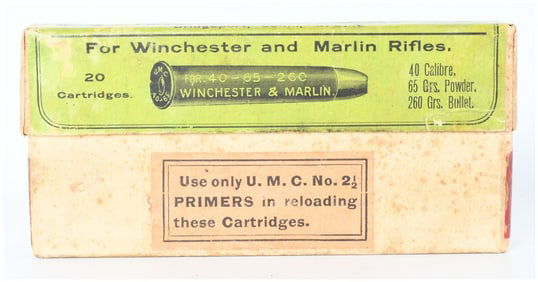 For Winchester and Marlin Rifles.
20
Cartridges.
FOR.40-65-260
WINCHESTER & MARLIN.
40 Calibre,
65 Grs. Powder,
260 Grs. Bullet.
Use only U. M. C. No. 2½
PRIMERS in reloading
these Cartridges.